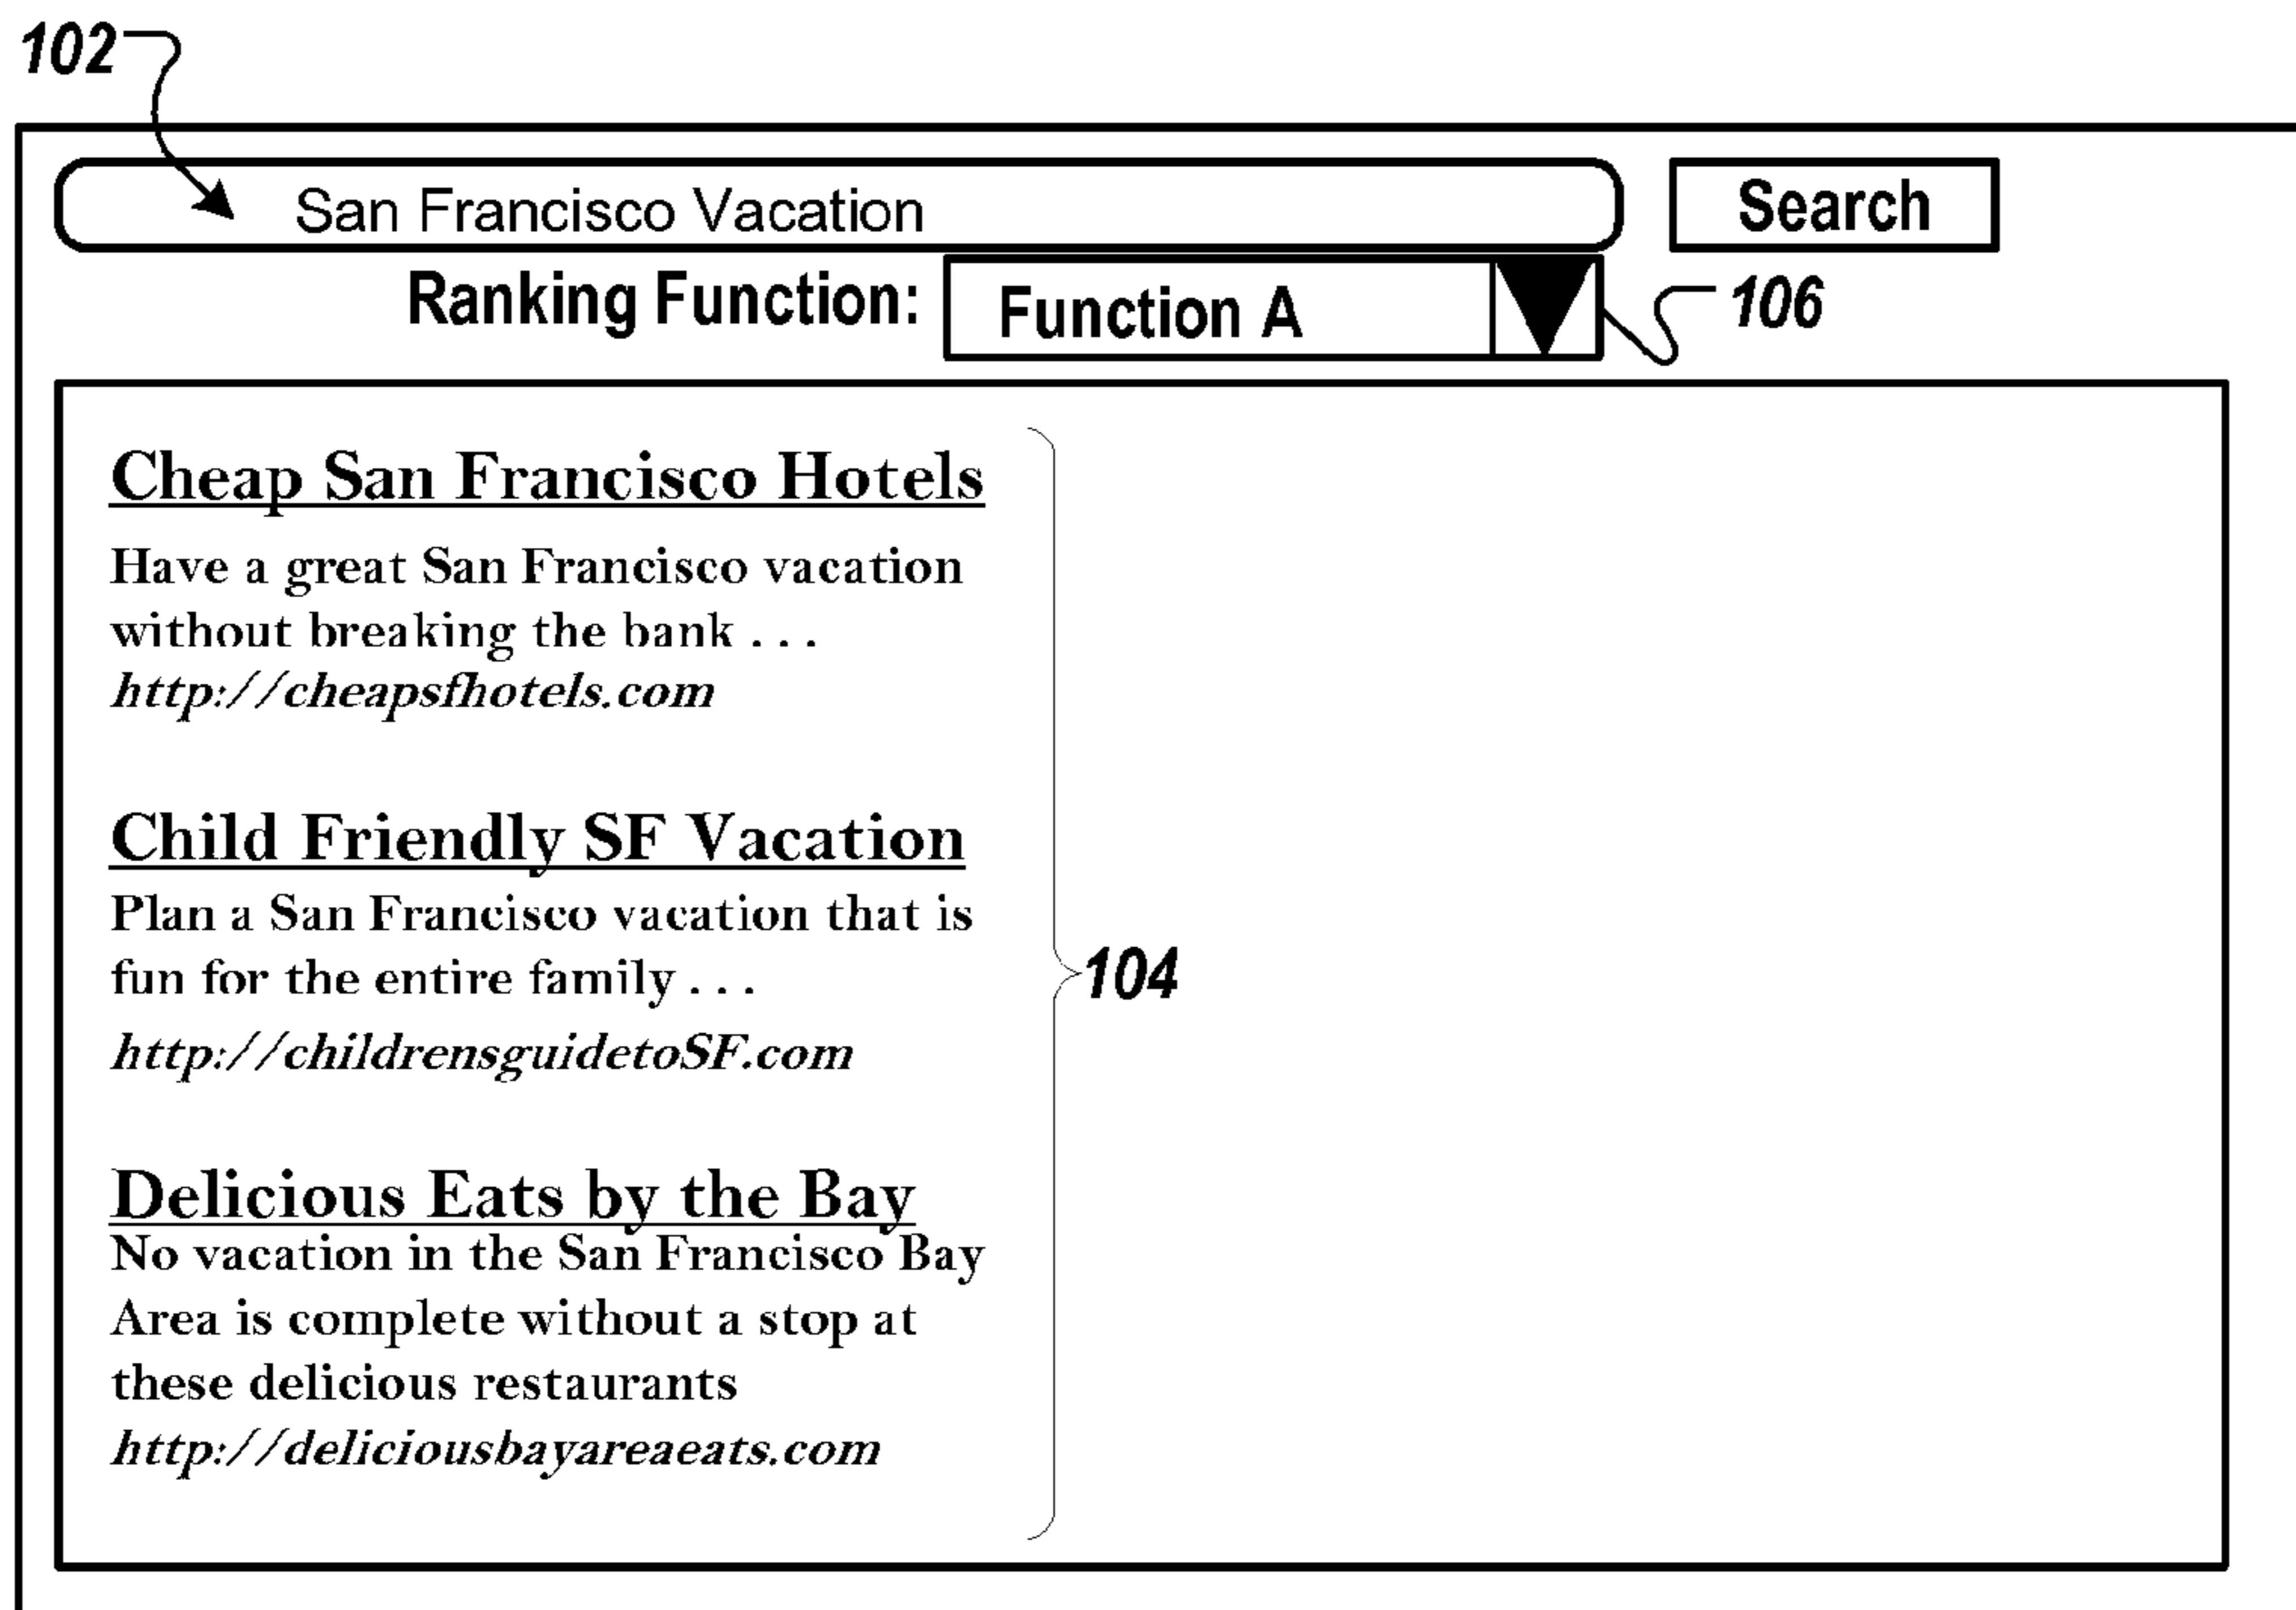 102
San Francisco Vacation Search
Ranking Function: Function A 106
Cheap San Francisco Hotels
Have a great San Francisco vacation
without breaking the bank . . .
http://cheapsfhotels.com
Child Friendly SF Vacation
Plan a San Francisco vacation that is
fun for the entire family . . .
http://childrensguidetoSF.com
104
Delicious Eats by the Bay
No vacation in the San Francisco Bay
Area is complete without a stop at
these delicious restaurants
http://deliciousbayareaeats.com